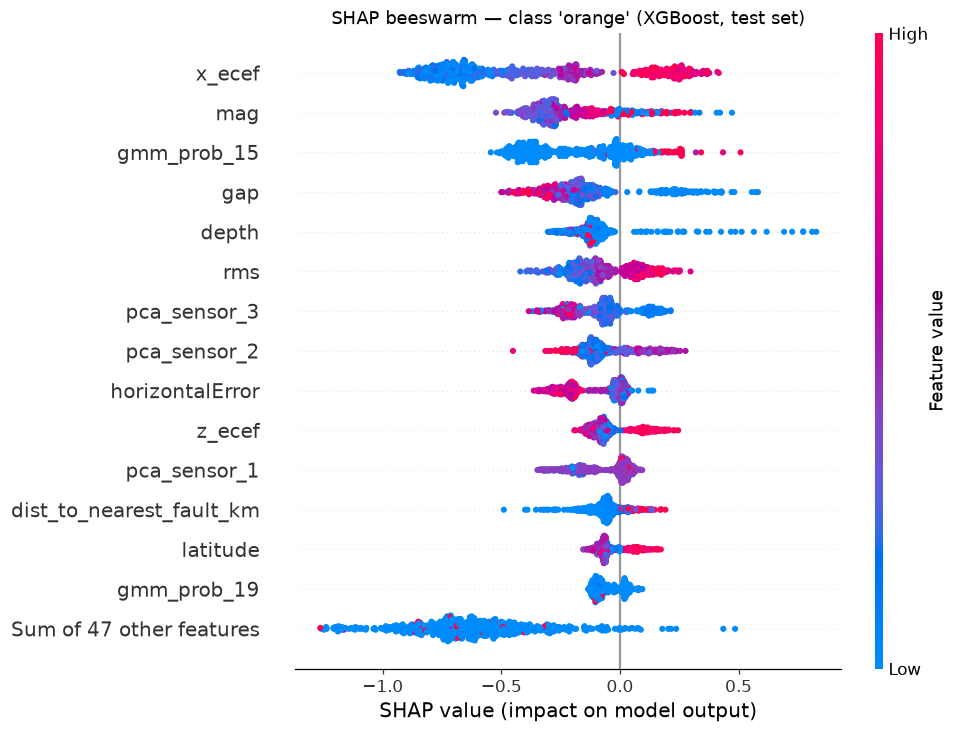 SHAP beeswarm — class 'orange' (XGBoost, test set)
High
x_ecef
mag
gmm_prob_15
gap
depth
rms
pca_sensor_3
pca_sensor_2
horizontalError
z_ecef
pca_sensor_1
dist_to_nearest_fault_km
latitude
gmm_prob_19
Sum of 47 other features
Feature value
Low
−1.0 −0.5 0.0 0.5
SHAP value (impact on model output)